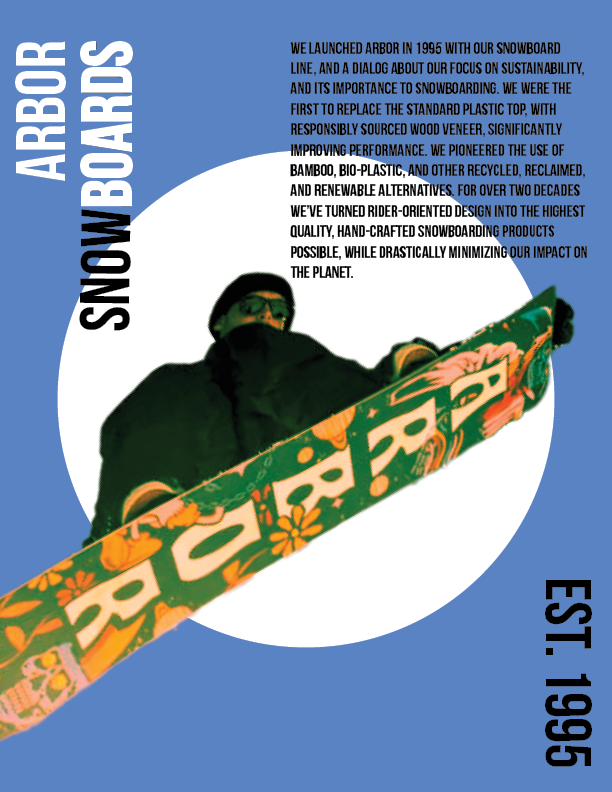 ARBOR
SNOWBOARDS
WE LAUNCHED ARBOR IN 1995 WITH OUR SNOWBOARD
LINE, AND A DIALOG ABOUT OUR FOCUS ON SUSTAINABILITY,
AND ITS IMPORTANCE TO SNOWBOARDING. WE WERE THE
FIRST TO REPLACE THE STANDARD PLASTIC TOP, WITH
RESPONSIBLY SOURCED WOOD VENEER, SIGNIFICANTLY
IMPROVING PERFORMANCE. WE PIONEERED THE USE OF
BAMBOO, BIO-PLASTIC, AND OTHER RECYCLED, RECLAIMED,
AND RENEWABLE ALTERNATIVES. FOR OVER TWO DECADES
WE'VE TURNED RIDER-ORIENTED DESIGN INTO THE HIGHEST
QUALITY, HAND-CRAFTED SNOWBOARDING PRODUCTS
POSSIBLE, WHILE DRASTICALLY MINIMIZING OUR IMPACT ON
THE PLANET.
ARBOR
EST. 1995